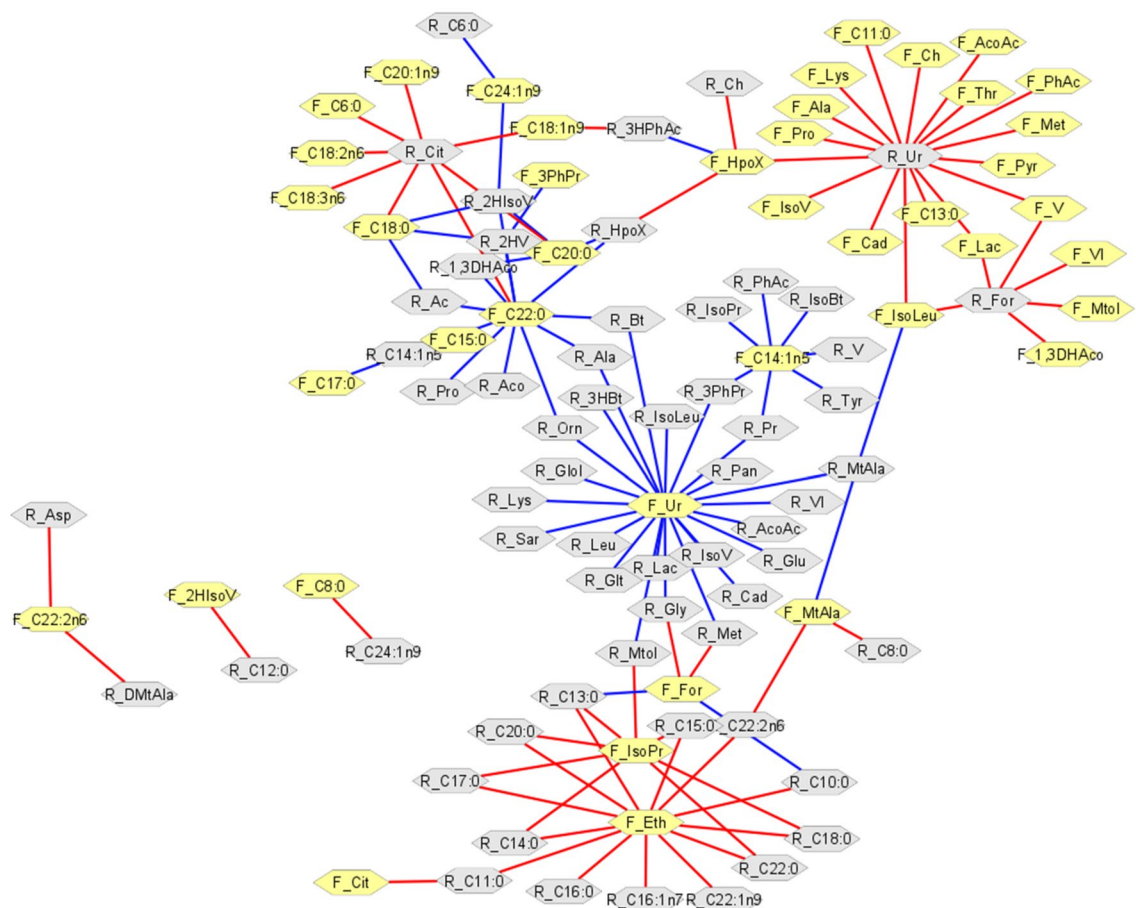 R_C6:0
F_C11:0
F_Ch
F_AcoAc
F_C20:1n9
F_Lys
F_PhAc
F_C6:0
F_C24:1n9
R_Ch
F_Ala
F_Thr
F_C18:1n9
R_3HPhAc
F_Pro
F_Met
F_C18:2n6
R_Cit
F_HpoX
R_Ur
F_Pyr
F_3PhPr
F_C18:3n6
R_2HIsoV
F_IsoV
F_C13:0
F_V
F_C18:0
R_2HV
R_HpoX
F_Cad
F_Lac
F_C20:0
F_Vl
R_1,3DHAco
R_Ac
R_PhAc
R_IsoBt
R_For
F_Mtol
F_C22:0
R_Bt
R_IsoPr
F_IsoLeu
F_C15:0
R_C14:1n5
R_Ala
F_C14:1n5
R_V
F_1,3DHAco
F_C17:0
R_Pro
R_Aco
R_3PhPr
R_3HBt
R_Tyr
R_IsoLeu
R_Orn
R_Pr
R_Glol
R_Pan
R_MtAla
R_Lys
F_Ur
R_Vl
R_Asp
R_Sar
R_Leu
R_AcoAc
R_IsoV
R_Glu
R_Glt
R_Lac
R_Cad
F_C8:0
F_2HIsoV
R_Gly
F_C22:2n6
R_Met
F_MtAla
R_C24:1n9
R_Mtol
R_C8:0
R_C12:0
R_DMtAla
R_C13:0
F_For
R_C20:0
R_C15:0
_C22:2n6
F_IsoPr
R_C17:0
R_C10:0
F_Eth
R_C14:0
R_C18:0
F_Cit
R_C11:0
R_C22:0
R_C16:0
R_C16:1n7
R_C22:1n9